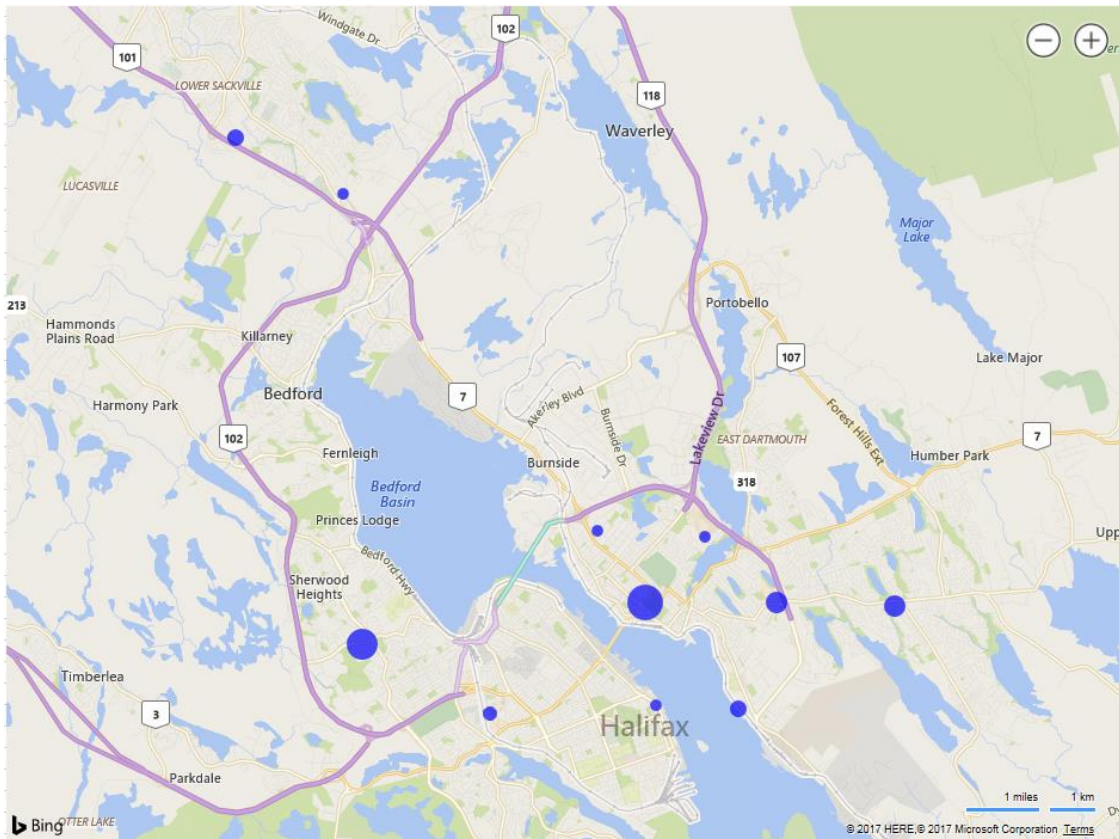 Windgate Dr
102
101
LOWER SACKVILLE
118
Waverley
LUCASVILLE
Major
Lake
213
Portobello
Hammonds
Plains Road
Killarney
107
Lake Major
Bedford
7
Akerley Blvd
Harmony Park
Burnside Dr
Lakeview Dr
Forest Hills Ext
102
EAST DARTMOUTH
7
Fernleigh
Burnside
Humber Park
Bedford
Basin
318
Princes Lodge
Upp
Bedford Hwy
Sherwood
Heights
Timberlea
3
Halifax
Parkdale
1 miles
1 km
OTTER LAKE
Bing
© 2017 HERE,© 2017 Microsoft Corporation Terms